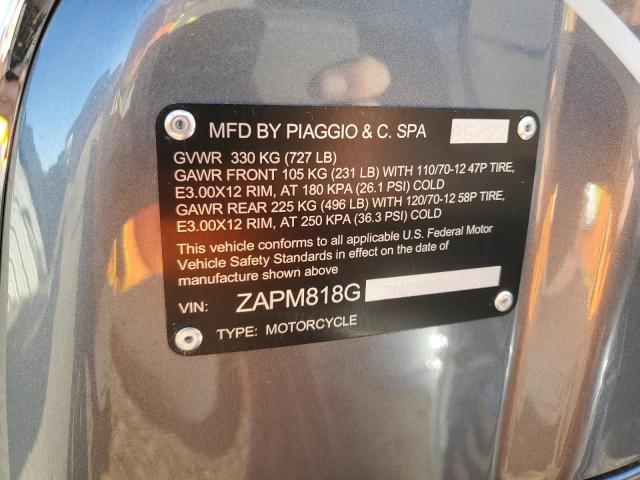 MFD BY PIAGGIO & C. SPA
GVWR 330 KG (727 LB)
GAWR FRONT 105 KG (231 LB) WITH 110/70-12 47P TIRE,
E3.00X12 RIM, AT 180 KPA (26.1 PSI) COLD
GAWR REAR 225 KG (496 LB) WITH 120/70-12 58P TIRE,
E3.00X12 RIM, AT 250 KPA (36.3 PSI) COLD
This vehicle conforms to all applicable U.S. Federal Motor
Vehicle Safety Standards in effect on the date of
manufacture shown above
VIN: ZAPM818G
TYPE: MOTORCYCLE